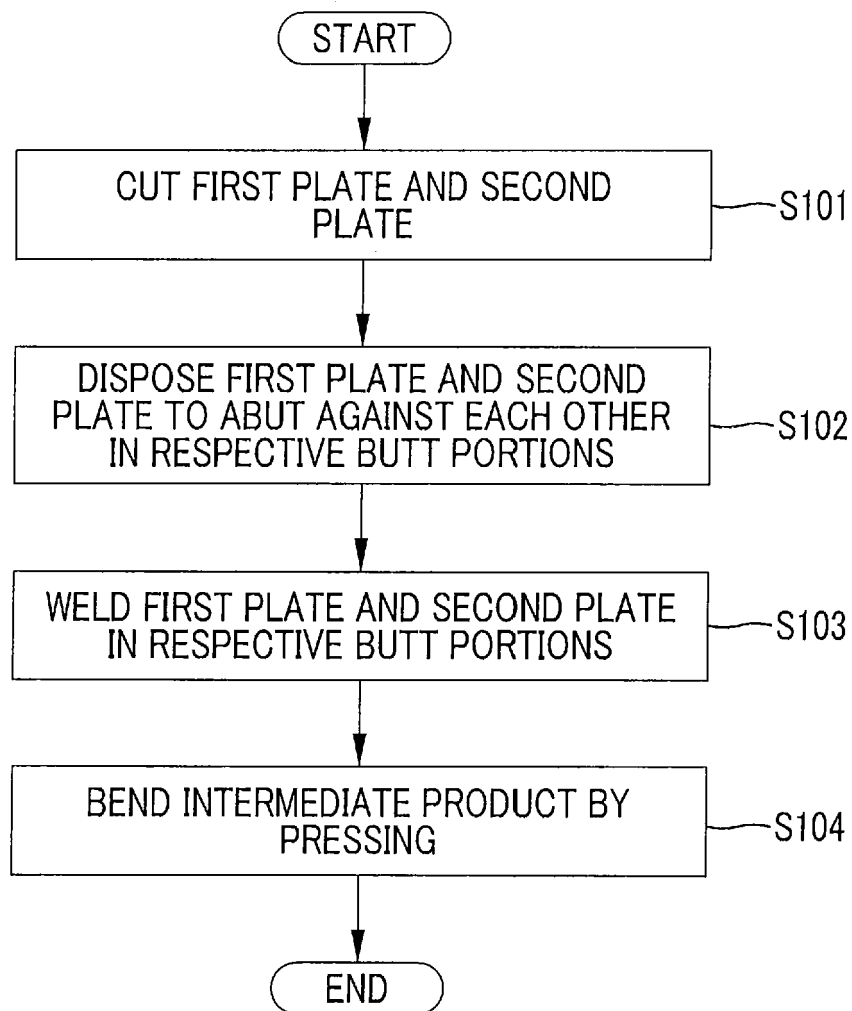 START
CUT FIRST PLATE AND SECOND
PLATE
S101
DISPOSE FIRST PLATE AND SECOND
PLATE TO ABUT AGAINST EACH OTHER
IN RESPECTIVE BUTT PORTIONS
S102
WELD FIRST PLATE AND SECOND PLATE
IN RESPECTIVE BUTT PORTIONS
S103
BEND INTERMEDIATE PRODUCT BY
PRESSING
S104
END